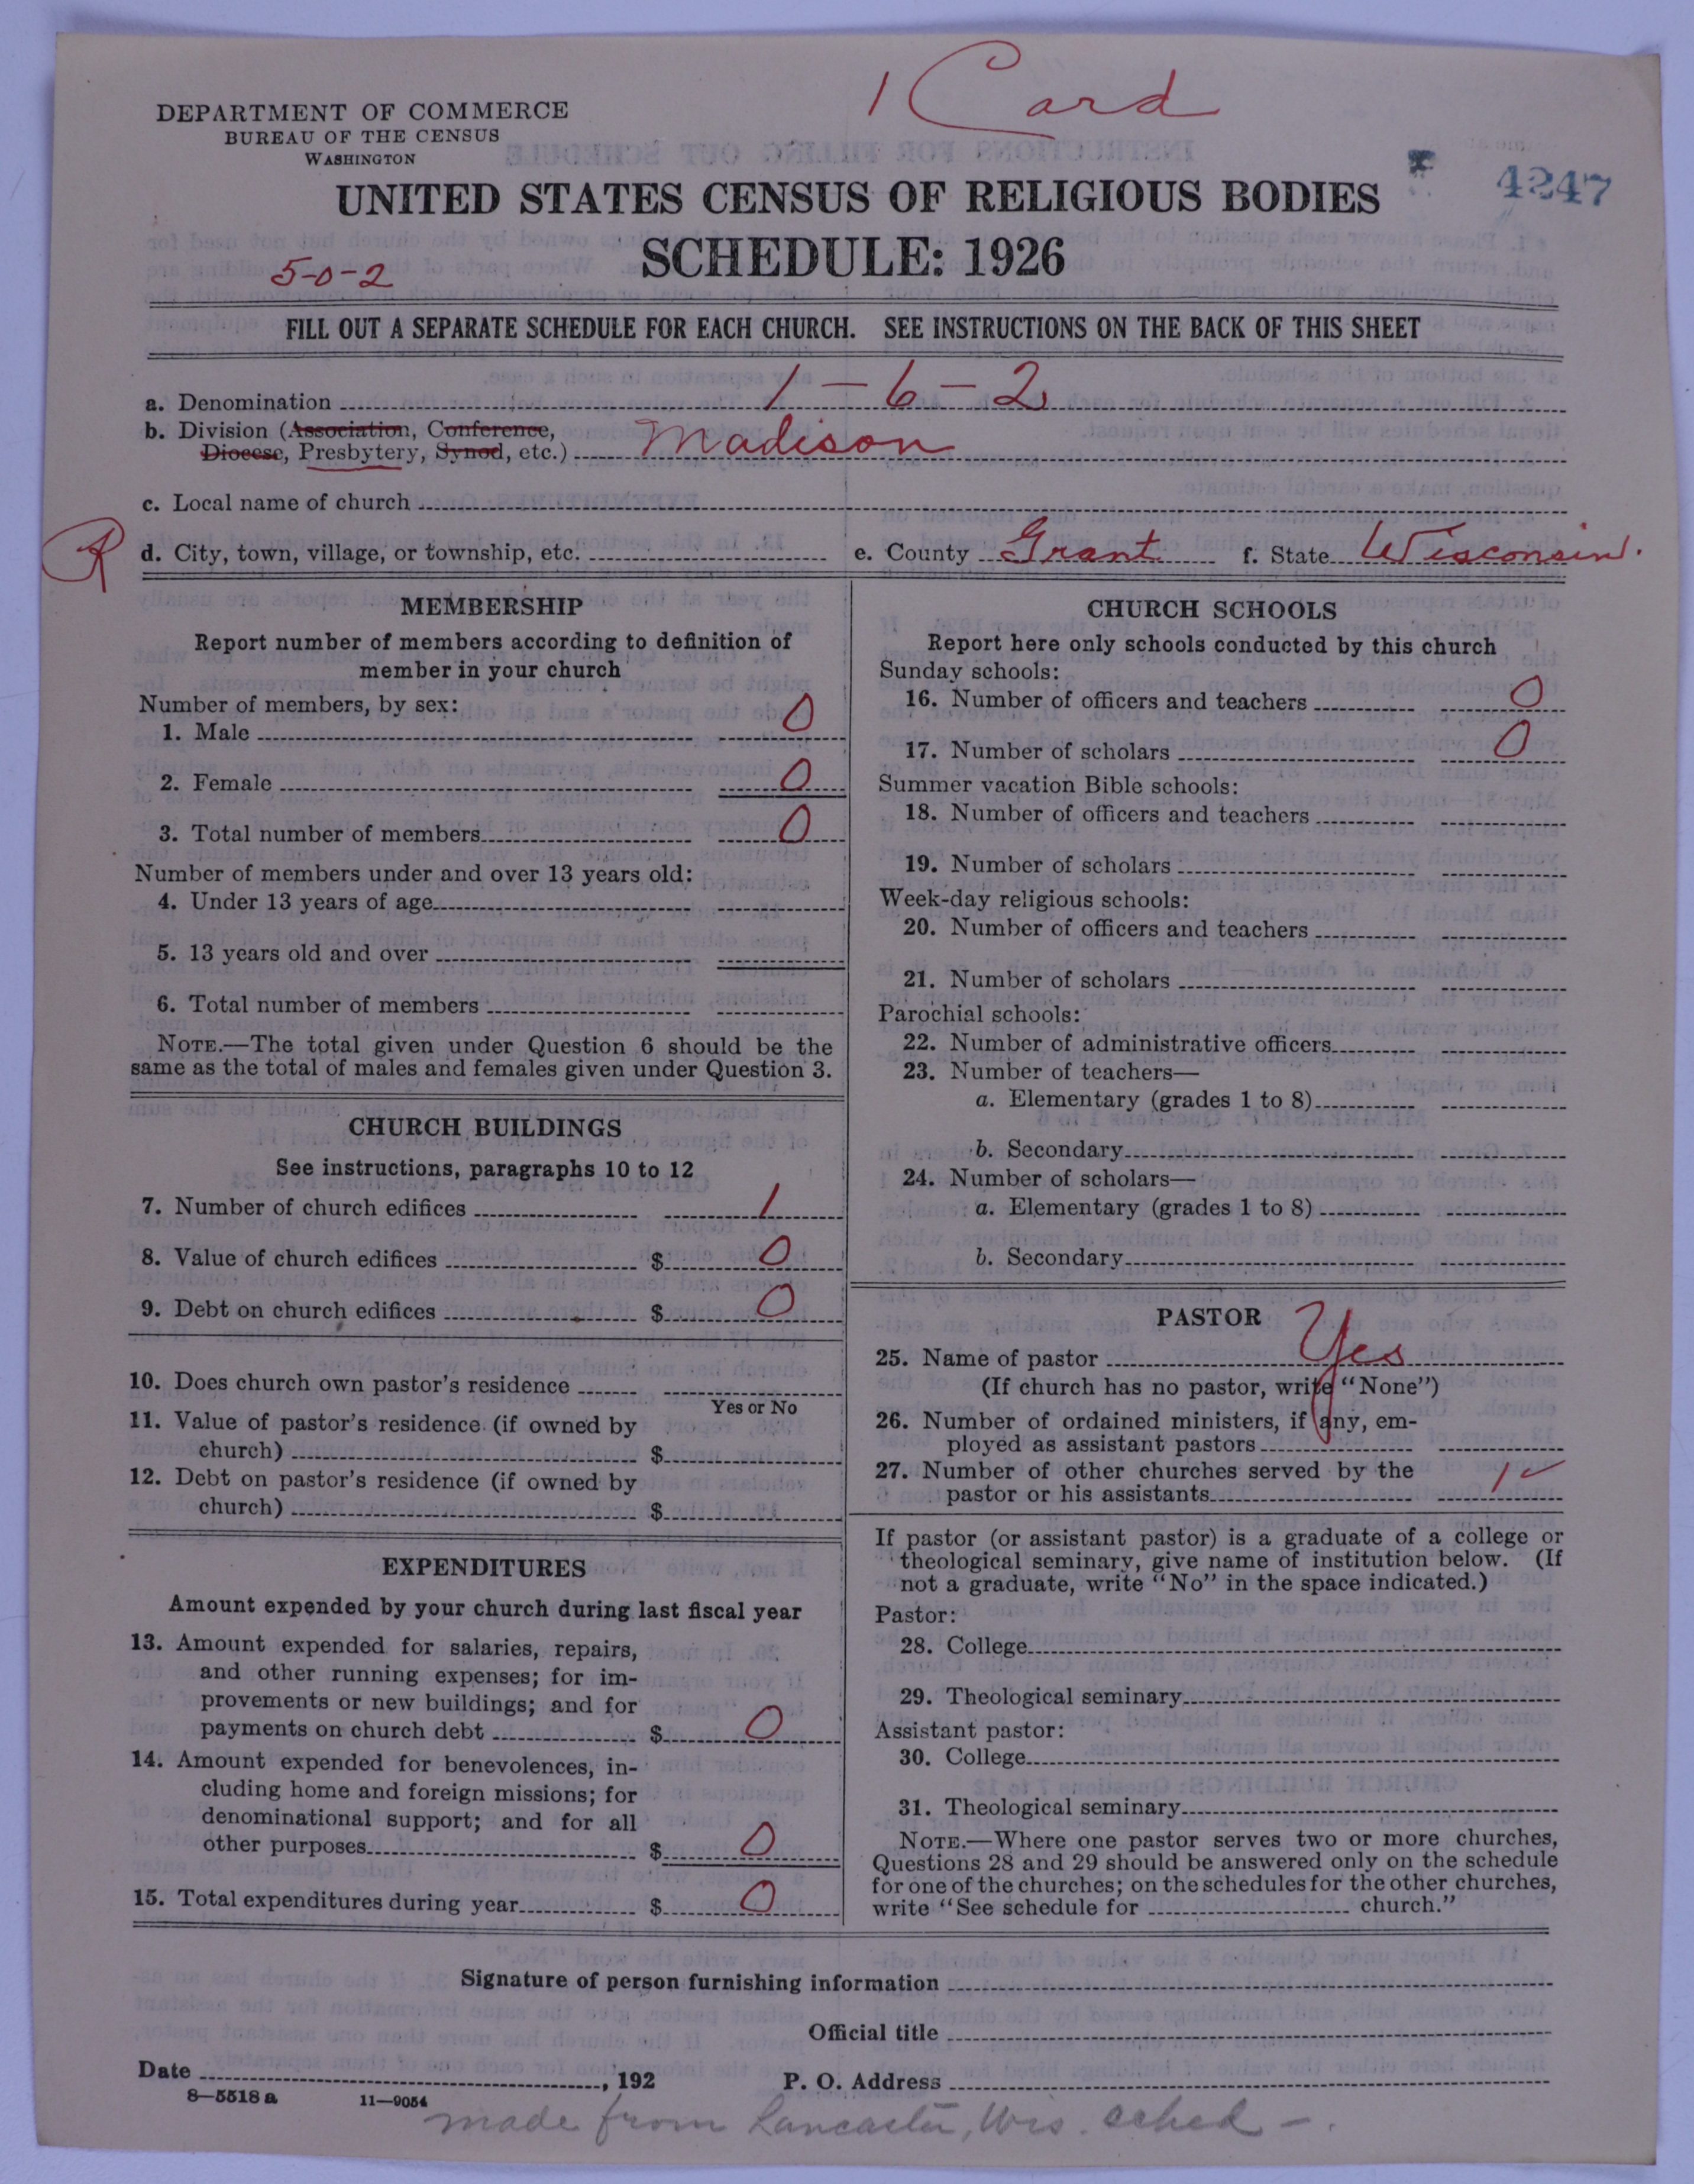 1 Card
DEPARTMENT OF COMMERCE
BUREAU OF THE CENSUS
WASHINGTON
4247
UNITED STATES CENSUS OF RELIGIOUS BODIES
SCHEDULE: 1926
5-0-2
FILL OUT A SEPARATE SCHEDULE FOR EACH CHURCH. SEE INSTRUCTIONS ON THE BACK OF THIS SHEET
a. Denomination 1-6-2
b. Division (Association, Conference,
Diocese, Presbytery, Synod, etc.) Madison
c. Local name of church
R d. City, town, village, or township, etc. e. County Grant f. State Wisconsin.
MEMBERSHIP
Report number of members according to definition of
member in your church
Number of members, by sex:
1. Male 0
2. Female 0
3. Total number of members 0
Number of members under and over 13 years old:
4. Under 13 years of age
5. 13 years old and over
6. Total number of members
NOTE.—The total given under Question 6 should be the
same as the total of males and females given under Question 3.
CHURCH BUILDINGS
See instructions, paragraphs 10 to 12
7. Number of church edifices 1
8. Value of church edifices $ 0
9. Debt on church edifices $ 0
10. Does church own pastor's residence
Yes or No
11. Value of pastor's residence (if owned by
church) $
12. Debt on pastor's residence (if owned by
church) $
EXPENDITURES
Amount expended by your church during last fiscal year
13. Amount expended for salaries, repairs,
and other running expenses; for im-
provements or new buildings; and for
payments on church debt $ 0
14. Amount expended for benevolences, in-
cluding home and foreign missions; for
denominational support; and for all
other purposes $ 0
15. Total expenditures during year $ 0
CHURCH SCHOOLS
Report here only schools conducted by this church
Sunday schools:
16. Number of officers and teachers 0
17. Number of scholars 0
Summer vacation Bible schools:
18. Number of officers and teachers
19. Number of scholars
Week-day religious schools:
20. Number of officers and teachers
21. Number of scholars
Parochial schools:
22. Number of administrative officers
23. Number of teachers—
a. Elementary (grades 1 to 8)
b. Secondary
24. Number of scholars—
a. Elementary (grades 1 to 8)
b. Secondary
PASTOR
25. Name of pastor Yes
(If church has no pastor, write "None")
26. Number of ordained ministers, if any, em-
ployed as assistant pastors
27. Number of other churches served by the
pastor or his assistants 1 ✓
If pastor (or assistant pastor) is a graduate of a college or
theological seminary, give name of institution below. (If
not a graduate, write "No" in the space indicated.)
Pastor:
28. College
29. Theological seminary
Assistant pastor:
30. College
31. Theological seminary
NOTE.—Where one pastor serves two or more churches,
Questions 28 and 29 should be answered only on the schedule
for one of the churches; on the schedules for the other churches,
write "See schedule for church."
Signature of person furnishing information
Official title
Date , 192 P. O. Address
8—5518 a 11—9054
made from Lancaster, Wis. sched -.